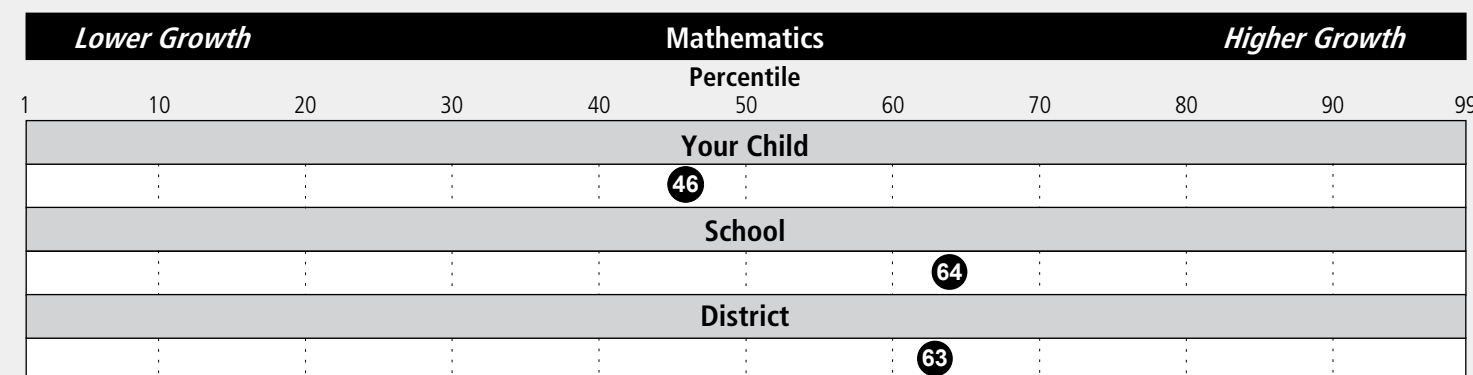 Lower Growth Mathematics Higher Growth
Percentile
1 10 20 30 40 50 60 70 80 90 99
Your Child
46
School
64
District
63